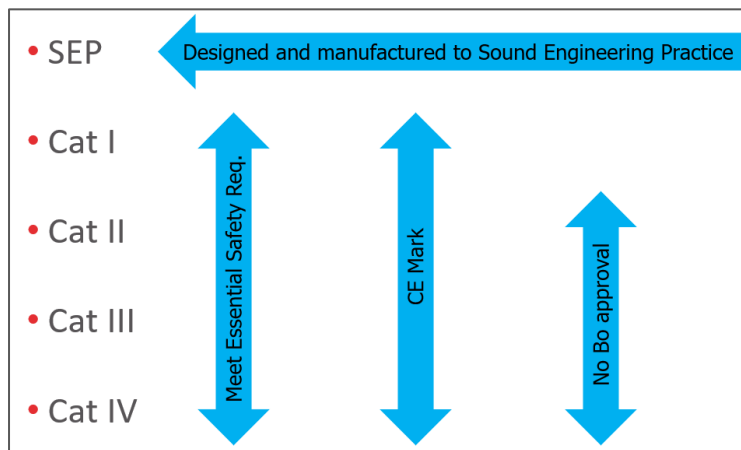 • SEP
Designed and manufactured to Sound Engineering Practice
• Cat I
• Cat II
• Cat III
• Cat IV
Meet Essential Safety Req.
CE Mark
No Bo approval